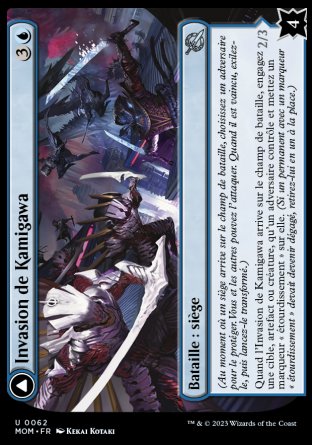 Invasion de Kamigawa
3
Bataille : siège
(Au moment où un siège arrive sur le champ de bataille, choisissez un adversaire
pour le protéger. Vous et les autres pouvez l'attaquer. Quand il est vaincu, exilez-
le, puis lancez-le transformé.)
Quand l'Invasion de Kamigawa arrive sur le champ de bataille, engagez
une cible, artefact ou créature, qu'un adversaire contrôle et mettez un
marqueur « étourdissement » sur elle. (Si un permanent avec un marqueur
« étourdissement » devait devenir dégagé, retirez-lui en un à la place.)
2/3
4
U 0062
MOM • FR Kekai Kotaki
™ & © 2023 Wizards of the Coast